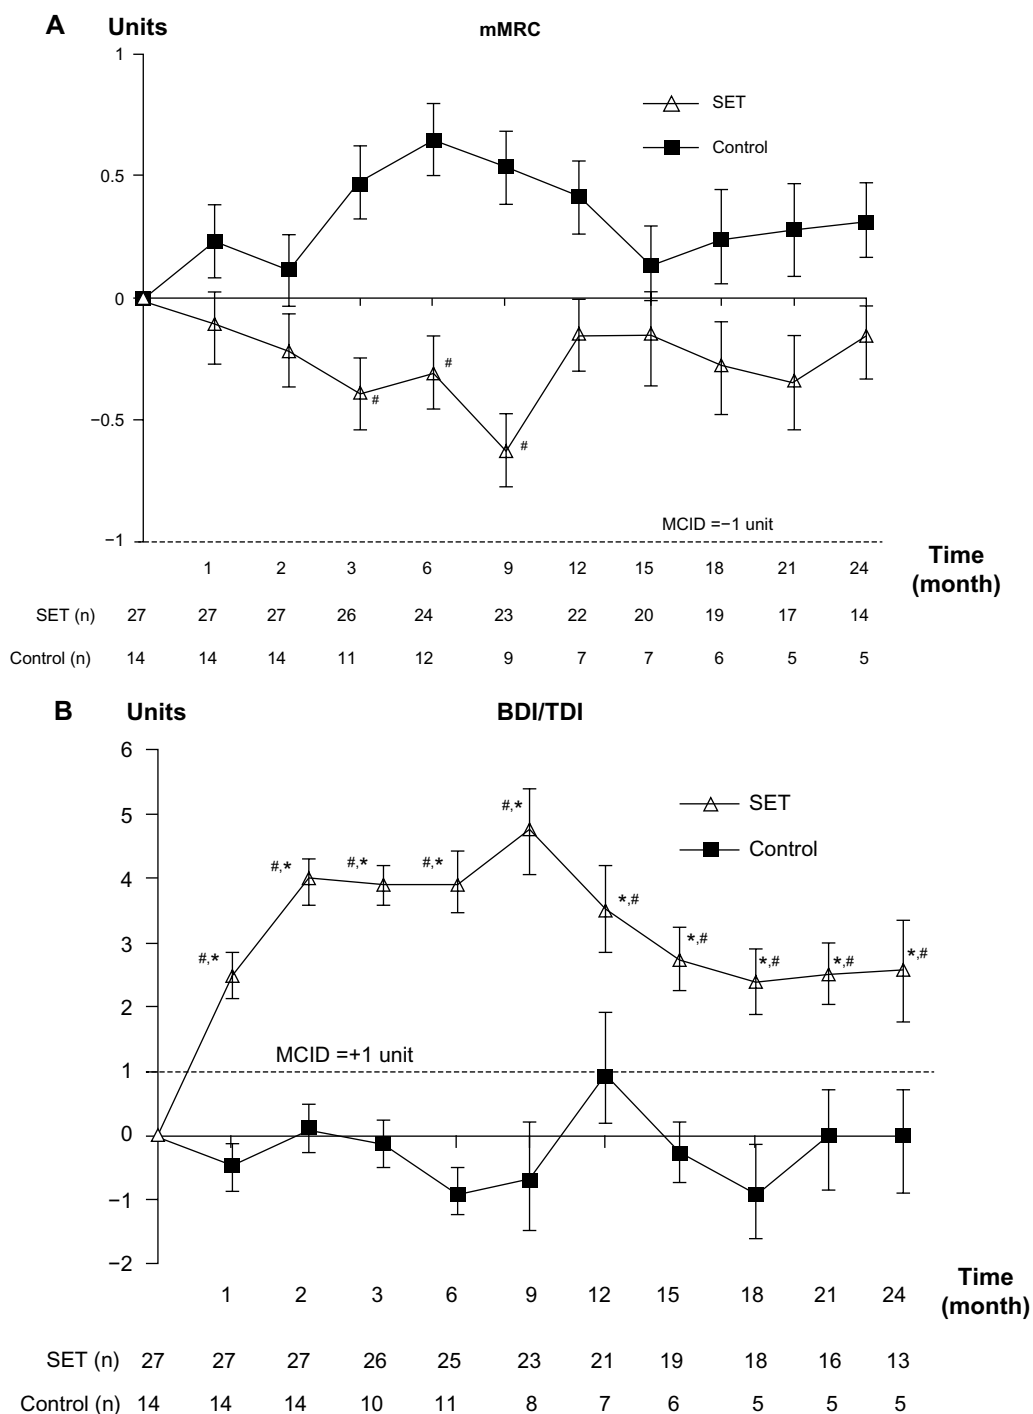 A Units mMRC
1
SET
Control
0.5
0
#
#
#
−0.5
MCID =−1 unit
−1
Time
(month)
1 2 3 6 9 12 15 18 21 24
SET (n) 27 27 27 26 24 23 22 20 19 17 14
Control (n) 14 14 14 11 12 9 7 7 6 5 5
B Units BDI/TDI
6
SET
#,*
5
Control
#,* #,* #,*
4
*,#
3
*,#
#,* *,# *,# *,#
2
MCID =+1 unit
1
0
−1
−2
Time
(month)
1 2 3 6 9 12 15 18 21 24
SET (n) 27 27 27 26 25 23 21 19 18 16 13
Control (n) 14 14 14 10 11 8 7 6 5 5 5